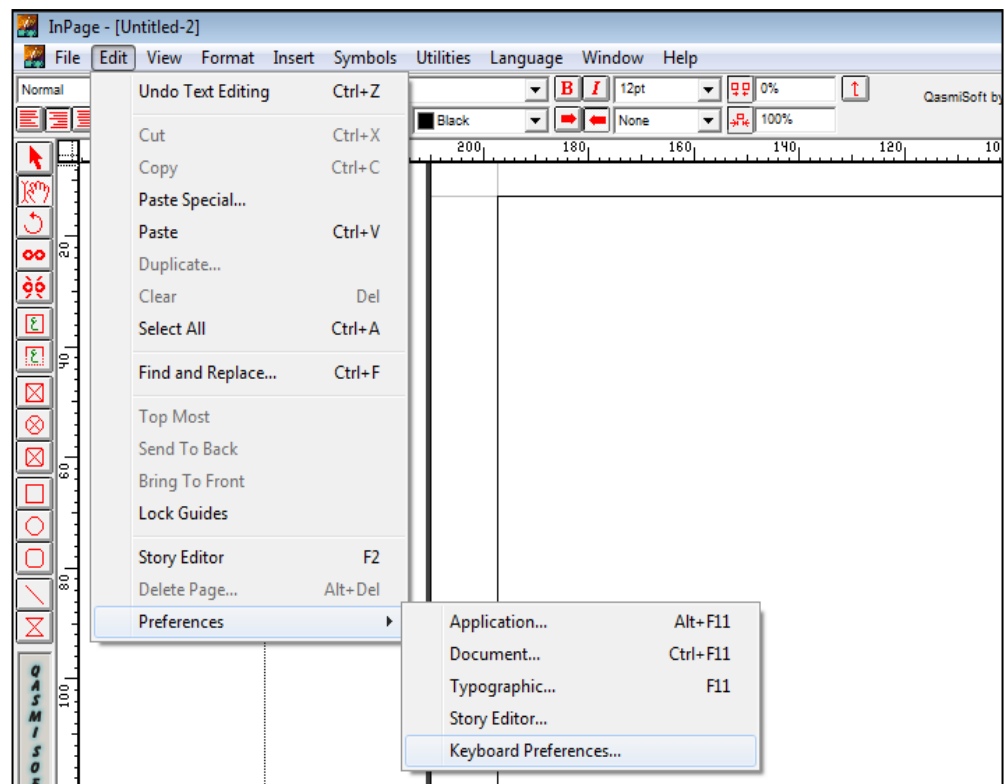 InPage - [Untitled-2]
File Edit View Format Insert Symbols Utilities Language Window Help
Normal B I 12pt 0% QasmiSoft by
Black None 100%
200 180 160 140 120 10
Undo Text Editing Ctrl+Z
Cut Ctrl+X
Copy Ctrl+C
Paste Special...
Paste Ctrl+V
Duplicate...
Clear Del
Select All Ctrl+A
Find and Replace... Ctrl+F
Top Most
Send To Back
Bring To Front
Lock Guides
Story Editor F2
Delete Page... Alt+Del
Preferences
Application... Alt+F11
Document... Ctrl+F11
Typographic... F11
Story Editor...
Keyboard Preferences...
20
40
60
80
100
ع
ع
QASMI SO